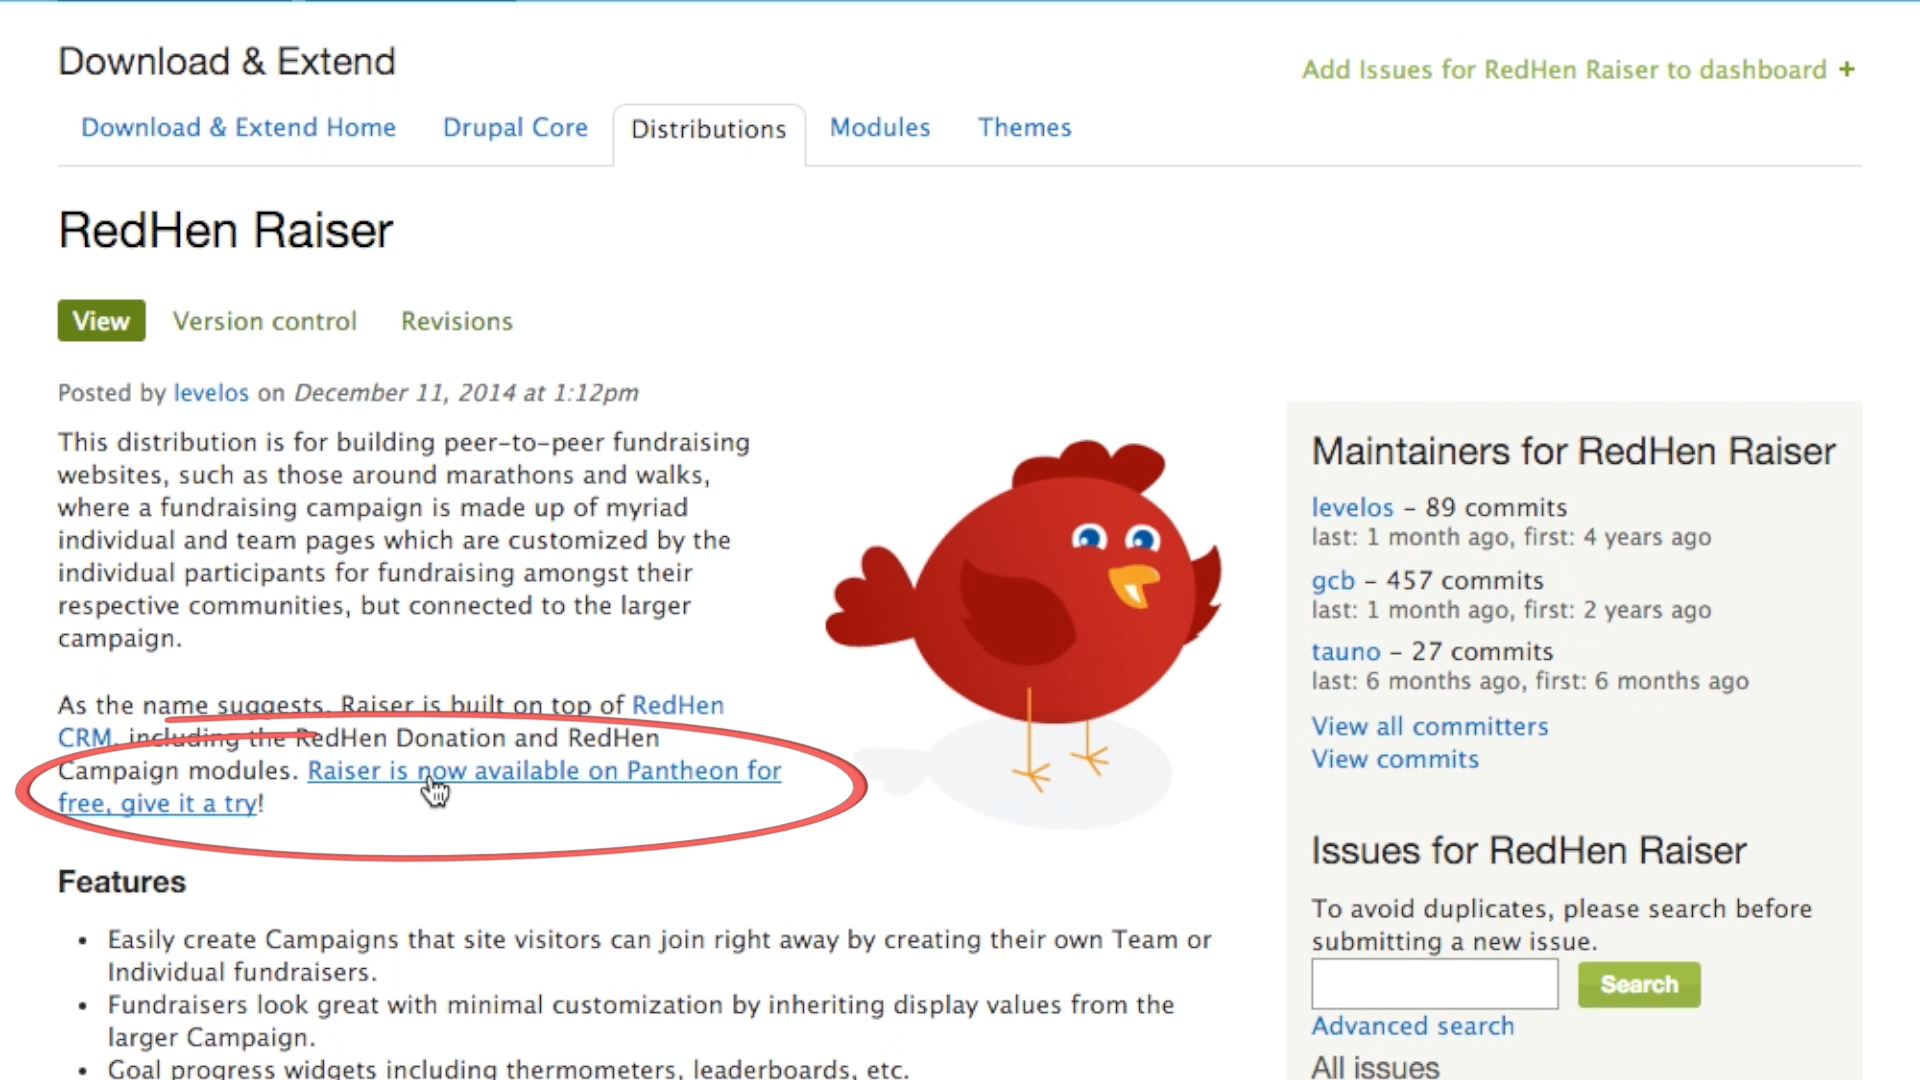 Download & Extend
Add Issues for RedHen Raiser to dashboard +
Download & Extend Home
Drupal Core
Distributions
Modules
Themes
RedHen Raiser
View
Version control
Revisions
Posted by levelos on December 11, 2014 at 1:12pm
This distribution is for building peer-to-peer fundraising
websites, such as those around marathons and walks,
where a fundraising campaign is made up of myriad
individual and team pages which are customized by the
individual participants for fundraising amongst their
respective communities, but connected to the larger
campaign.
As the name suggests, Raiser is built on top of RedHen
CRM, including the RedHen Donation and RedHen
Campaign modules. Raiser is now available on Pantheon for
free, give it a try!
Features
• Easily create Campaigns that site visitors can join right away by creating their own Team or
Individual fundraisers.
• Fundraisers look great with minimal customization by inheriting display values from the
larger Campaign.
• Goal progress widgets including thermometers, leaderboards, etc.
Maintainers for RedHen Raiser
levelos – 89 commits
last: 1 month ago, first: 4 years ago
gcb – 457 commits
last: 1 month ago, first: 2 years ago
tauno – 27 commits
last: 6 months ago, first: 6 months ago
View all committers
View commits
Issues for RedHen Raiser
To avoid duplicates, please search before
submitting a new issue.
Search
Advanced search
All issues